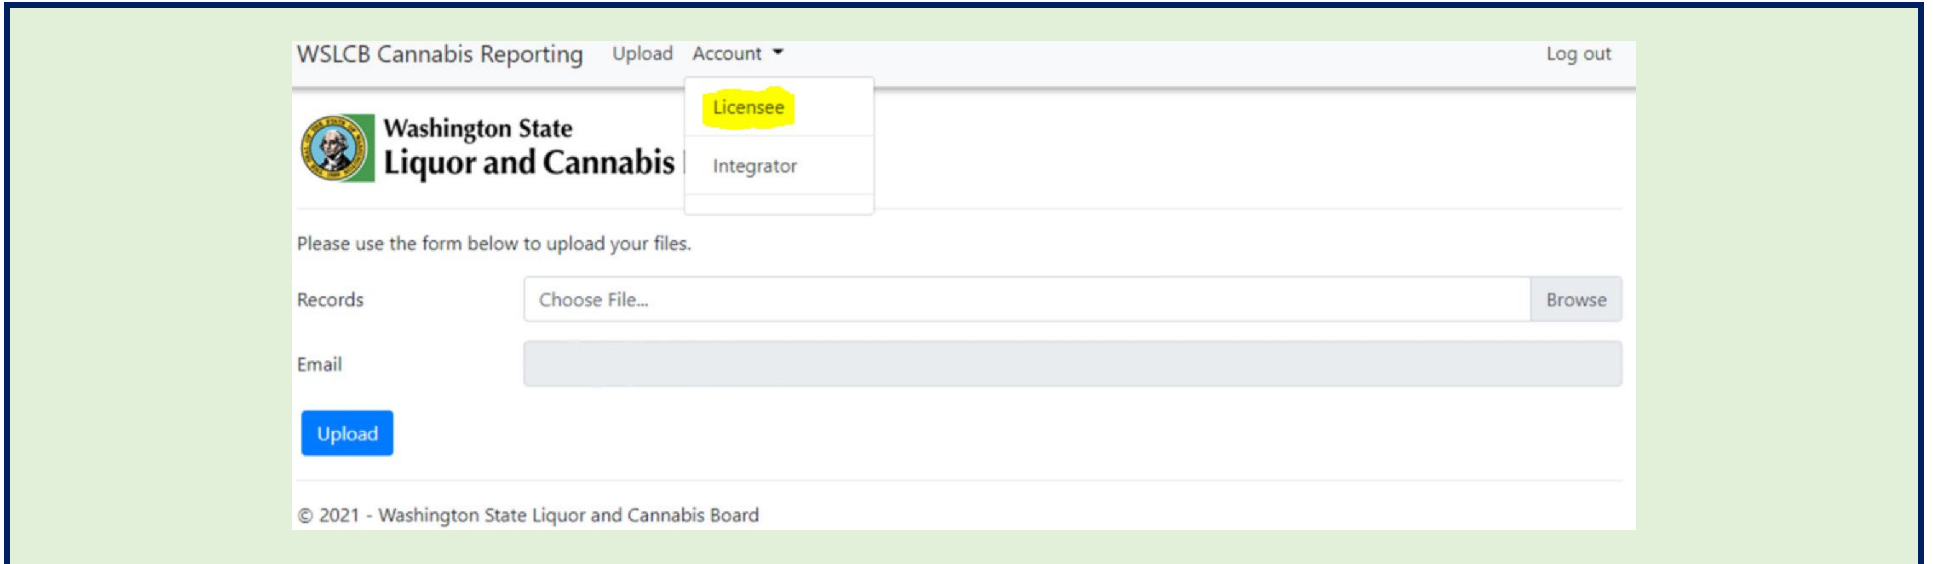 WSLCB Cannabis Reporting Upload Account Log out
Licensee
Integrator
Washington State
Liquor and Cannabis
Please use the form below to upload your files.
Records Choose File... Browse
Email
Upload
© 2021 - Washington State Liquor and Cannabis Board